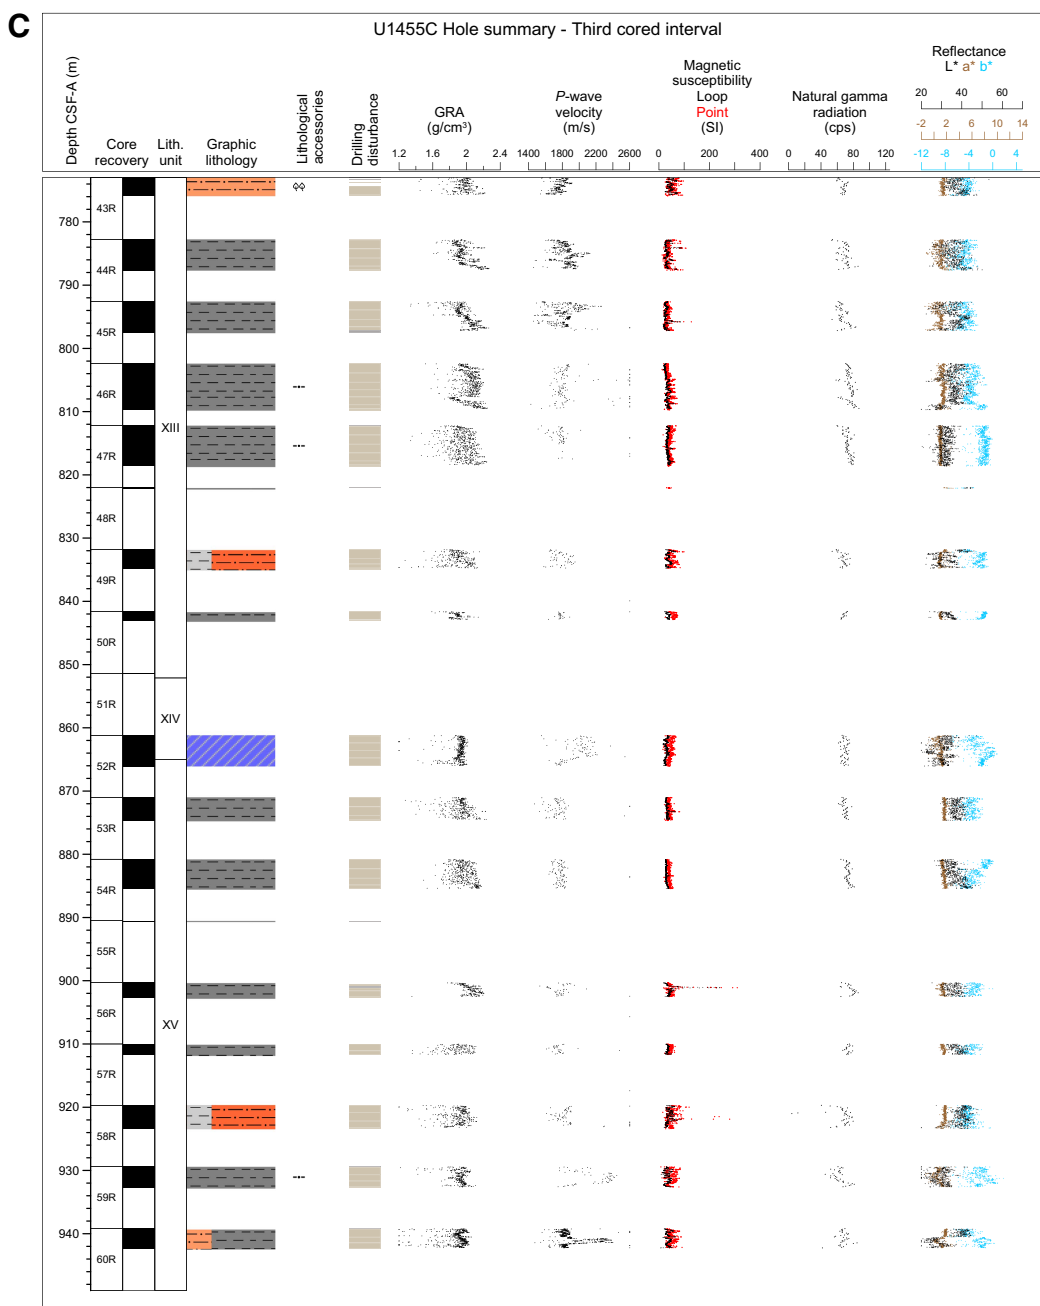 C
U1455C Hole summary - Third cored interval
Depth CSF-A (m)
Core
recovery
Lith.
unit
Graphic
lithology
Lithological
accessories
Drilling
disturbance
GRA
(g/cm³)
1.2 1.6 2 2.4
P-wave
velocity
(m/s)
1400 1800 2200 2600
Magnetic
susceptibility
Loop
Point
(SI)
0 200 400
Natural gamma
radiation
(cps)
0 40 80 120
Reflectance
L* a* b*
20 40 60
-2 2 6 10 14
-12 -8 -4 0 4
43R
780
44R
790
45R
800
46R
810
XIII
47R
820
48R
830
49R
840
50R
850
51R
XIV
860
52R
870
53R
880
54R
890
55R
900
56R
XV
910
57R
920
58R
930
59R
940
60R